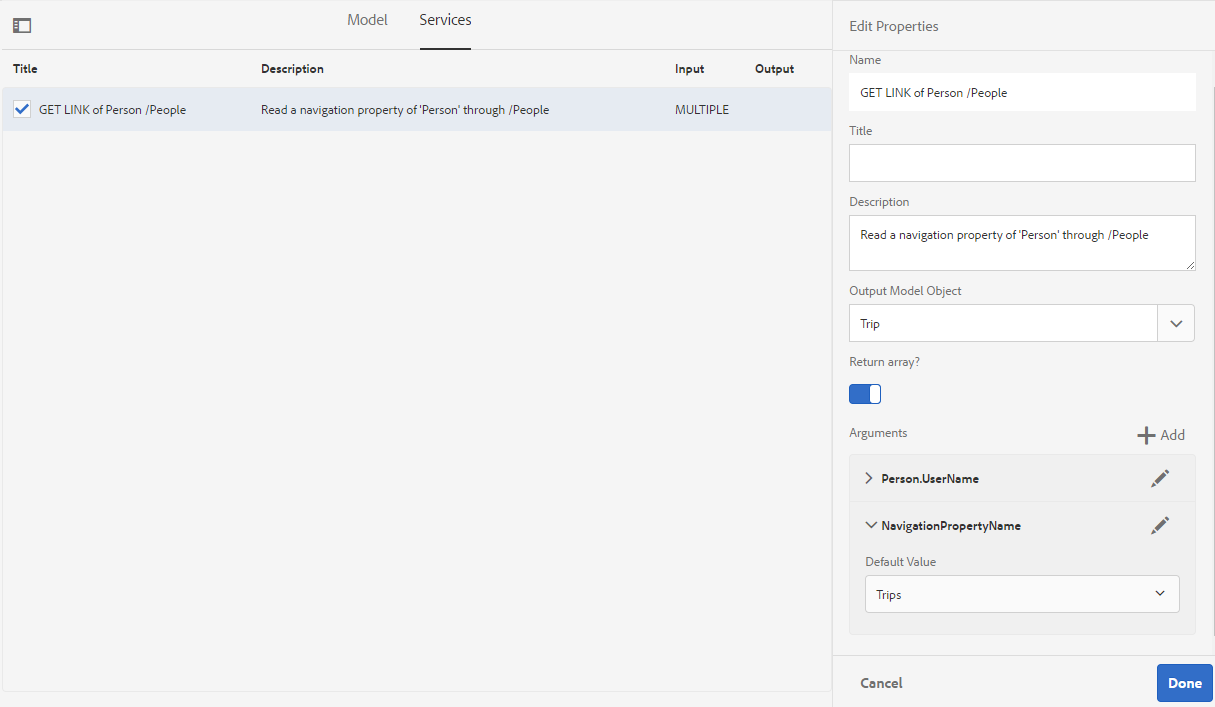 Model Services
Title Description Input Output
GET LINK of Person /People Read a navigation property of 'Person' through /People MULTIPLE
Edit Properties
Name
GET LINK of Person /People
Title
Description
Read a navigation property of 'Person' through /People
Output Model Object
Trip
Return array?
Arguments Add
Person.UserName
NavigationPropertyName
Default Value
Trips
Cancel Done